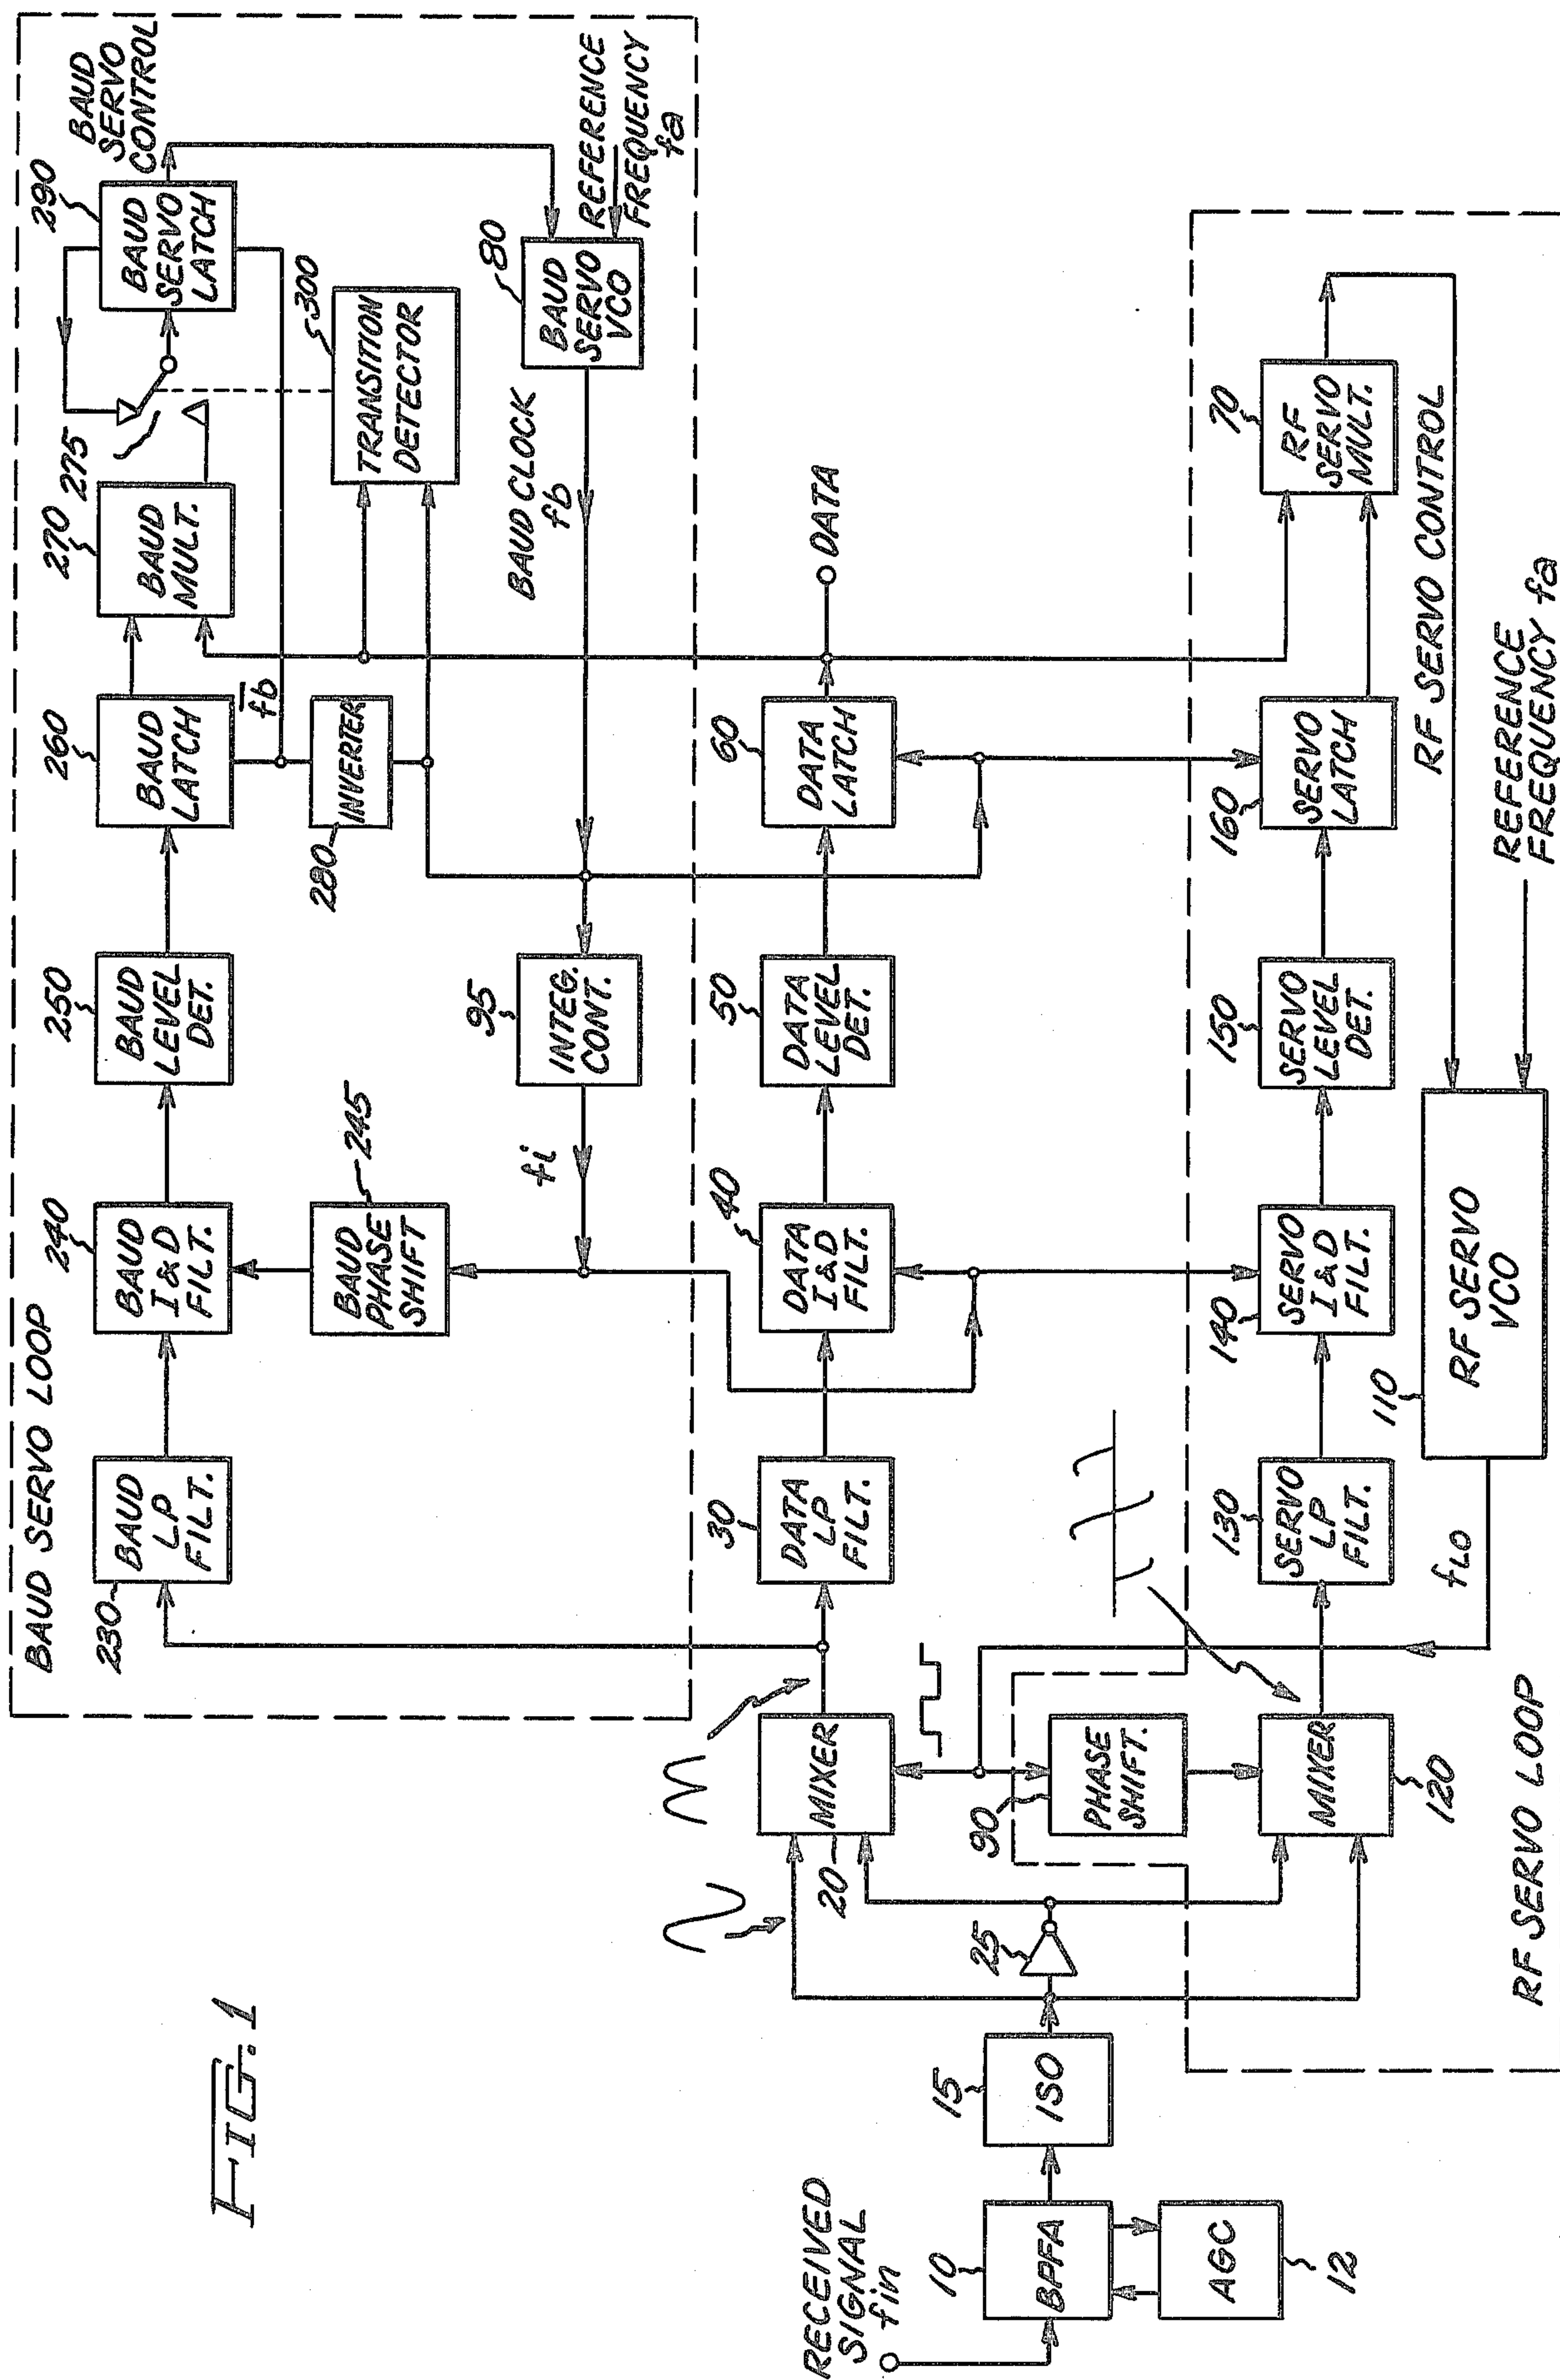 FIG. 1
BAUD SERVO LOOP
230
BAUD
LP
FILT.
240
BAUD
I & D
FILT.
250
BAUD
LEVEL
DET.
260
BAUD
LATCH
270
BAUD
MULT.
275
290
BAUD
SERVO
LATCH
BAUD
SERVO
CONTROL
245
BAUD
PHASE
SHIFT
280
INVERTER
fb
300
TRANSITION
DETECTOR
fi
95
INTEG.
CONT.
BAUD CLOCK
fb
80
BAUD
SERVO
VCO
REFERENCE
FREQUENCY
fa
20
MIXER
30
DATA
LP
FILT.
40
DATA
I & D
FILT.
50
DATA
LEVEL
DET.
60
DATA
LATCH
DATA
RECEIVED
SIGNAL
fin
10
BPFA
12
AGC
15
ISO
25
90
PHASE
SHIFT.
120
MIXER
130
SERVO
LP
FILT.
140
SERVO
I & D
FILT.
150
SERVO
LEVEL
DET.
160
SERVO
LATCH
70
RF
SERVO
MULT.
RF SERVO CONTROL
fLO
110
RF SERVO
VCO
REFERENCE
FREQUENCY fa
RF SERVO LOOP